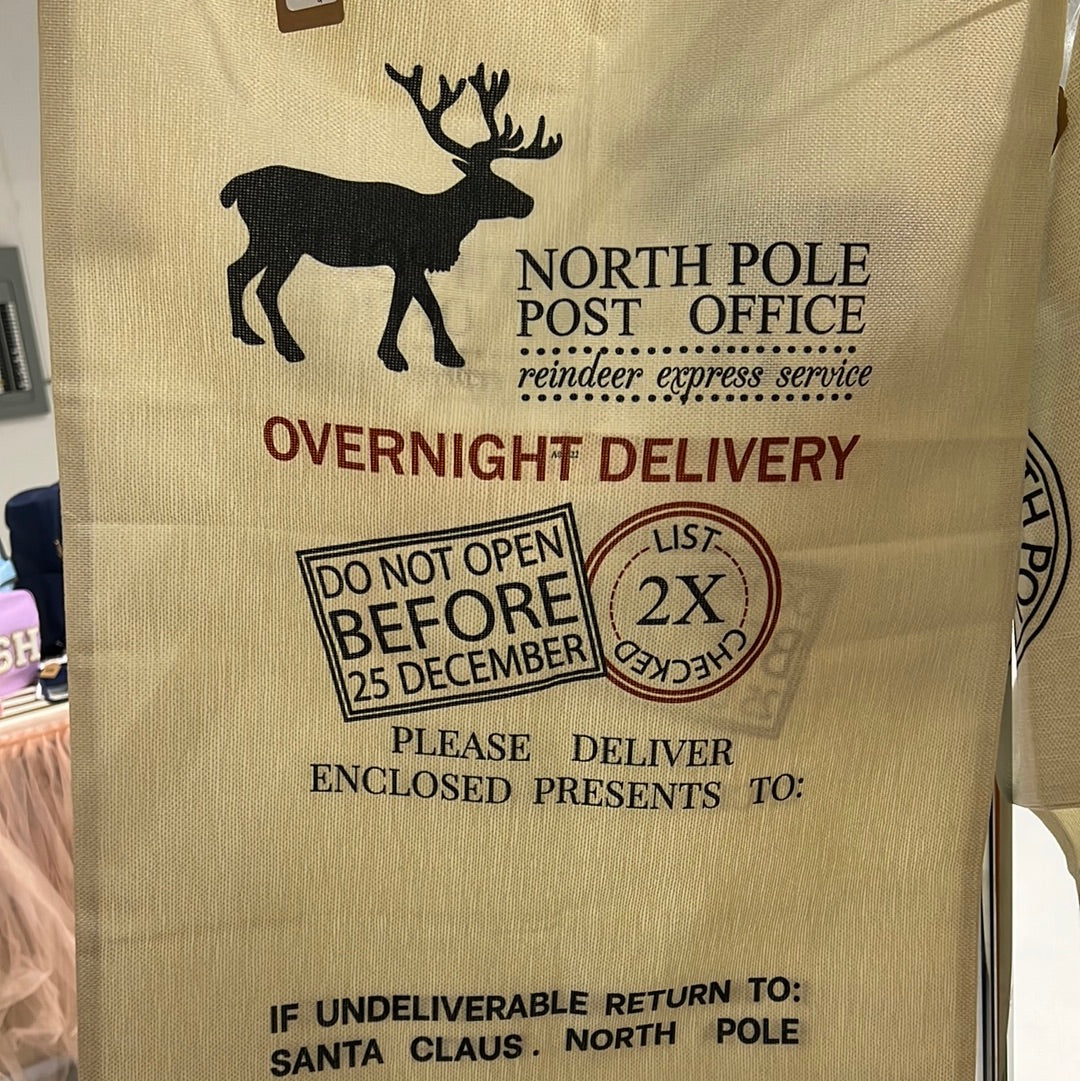 NORTH POLE
POST OFFICE
reindeer express service
OVERNIGHT DELIVERY
DO NOT OPEN
BEFORE
25 DECEMBER
LIST
2X
CHECKED
PLEASE DELIVER
ENCLOSED PRESENTS TO:
IF UNDELIVERABLE RETURN TO:
SANTA CLAUS. NORTH POLE